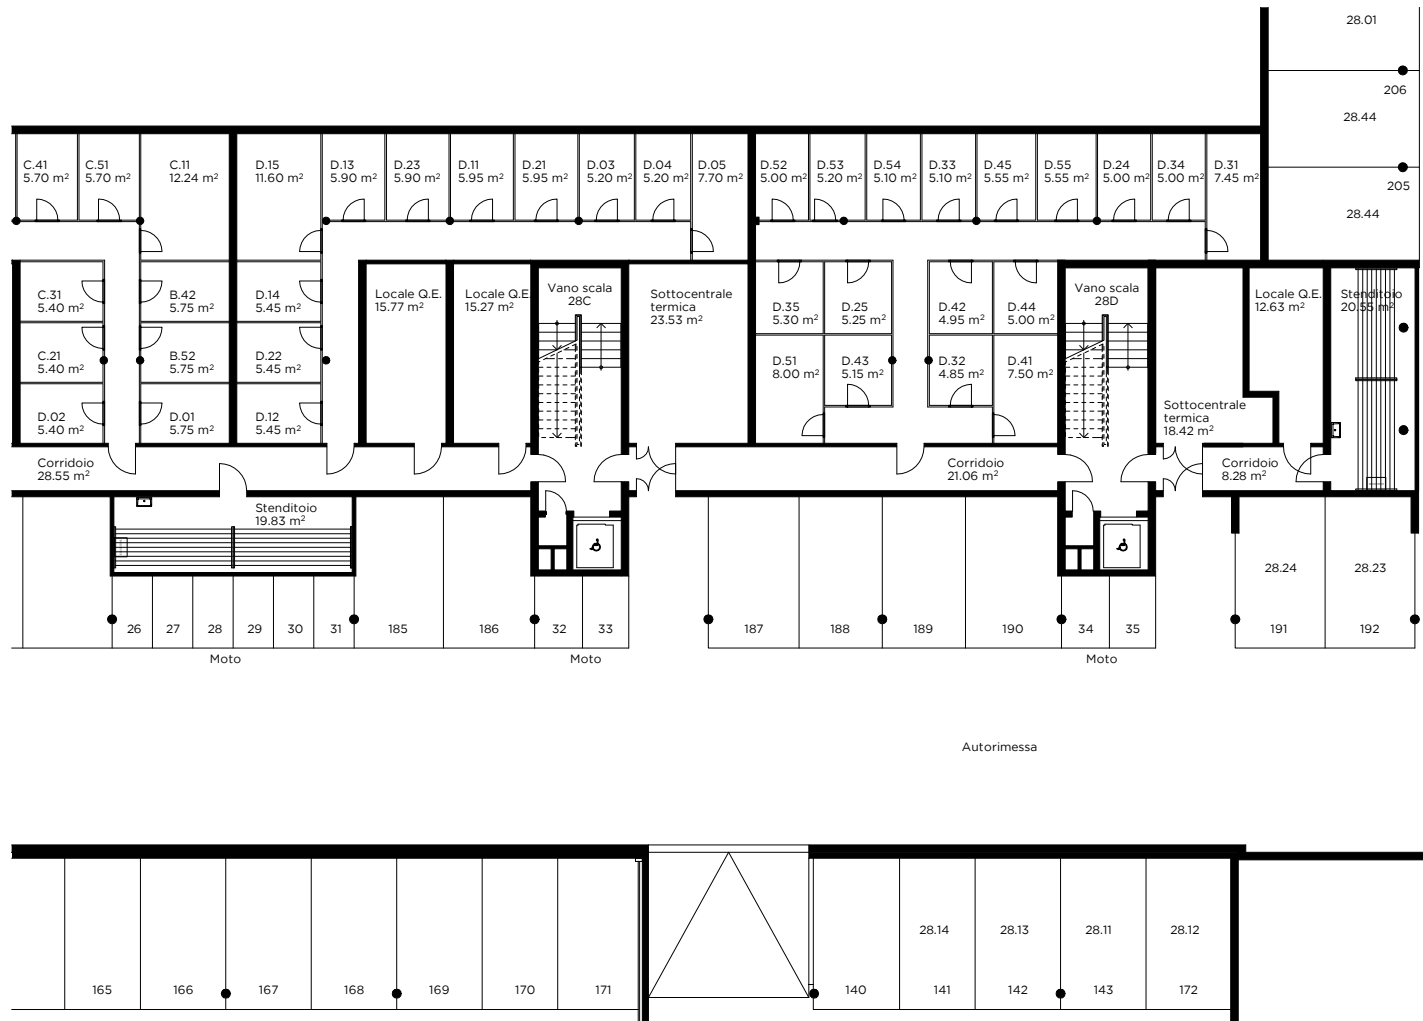 28.01
206
28.44
205
28.44
C.41
5.70 m²
C.51
5.70 m²
C.11
12.24 m²
D.15
11.60 m²
D.13
5.90 m²
D.23
5.90 m²
D.11
5.95 m²
D.21
5.95 m²
D.03
5.20 m²
D.04
5.20 m²
D.05
7.70 m²
D.52
5.00 m²
D.53
5.20 m²
D.54
5.10 m²
D.33
5.10 m²
D.45
5.55 m²
D.55
5.55 m²
D.24
5.00 m²
D.34
5.00 m²
D.31
7.45 m²
C.31
5.40 m²
B.42
5.75 m²
D.14
5.45 m²
Locale Q.E.
15.77 m²
Locale Q.E.
15.27 m²
Vano scala
28C
Sottocentrale
termica
23.53 m²
D.35
5.30 m²
D.25
5.25 m²
D.42
4.95 m²
D.44
5.00 m²
Vano scala
28D
Locale Q.E.
12.63 m²
Stenditoio
20.55 m²
C.21
5.40 m²
B.52
5.75 m²
D.22
5.45 m²
D.51
8.00 m²
D.43
5.15 m²
D.32
4.85 m²
D.41
7.50 m²
D.02
5.40 m²
D.01
5.75 m²
D.12
5.45 m²
Sottocentrale
termica
18.42 m²
Corridoio
28.55 m²
Corridoio
21.06 m²
Corridoio
8.28 m²
Stenditoio
19.83 m²
28.24
28.23
26
27
28
29
30
31
185
186
32
33
187
188
189
190
34
35
191
192
Moto
Moto
Moto
Autorimessa
28.14
28.13
28.11
28.12
165
166
167
168
169
170
171
140
141
142
143
172